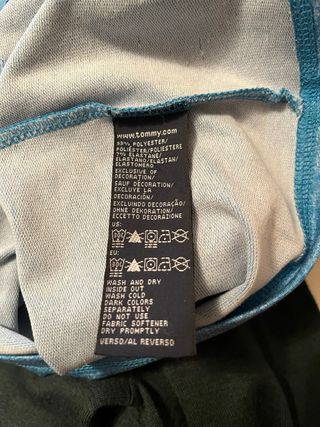 www.tommy.com
93% POLYESTER/
POLIÉSTER/POLIESTERE
7% ELASTANE/
ELASTANO/ELASTAN/
ELASTOMERO
EXCLUSIVE OF
DECORATION/
SAUF DÉCORATION/
EXCLUYE LA
DECORACIÓN/
EXCLUINDO DECORAÇÃO/
OHNE DEKORATION/
ECCETTO DECORAZIONE
US:
EU:
WASH AND DRY
INSIDE OUT
WASH COLD
DARK COLORS
SEPARATELY
DO NOT USE
FABRIC SOFTENER
DRY PROMPTLY
VERSO/AL REVERSO